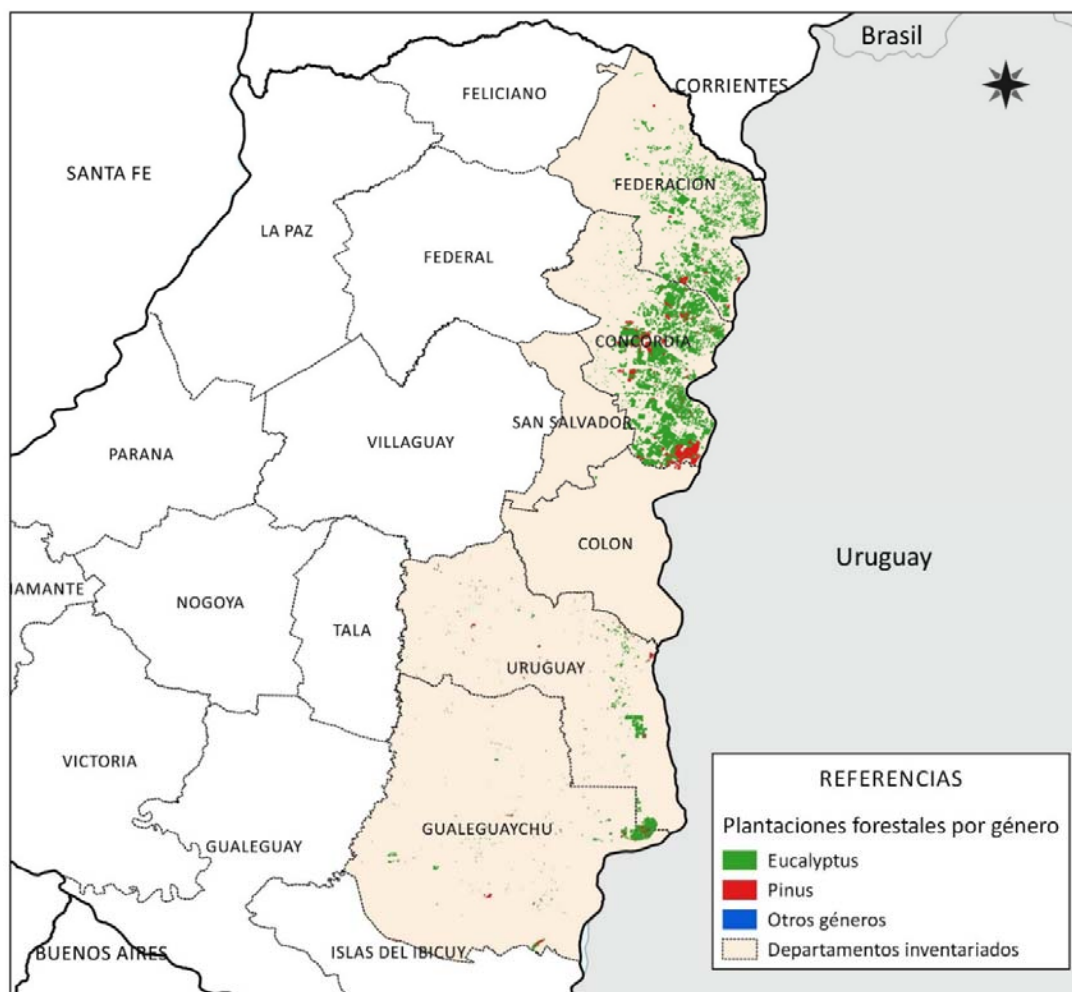 Brasil
CORRIENTES
FELICIANO
SANTA FE
FEDERACION
LA PAZ
FEDERAL
CONCORDIA
SAN SALVADOR
VILLAGUAY
PARANA
COLON
Uruguay
IAMANTE
NOGOYA
TALA
URUGUAY
VICTORIA
GUALEGUAYCHU
GUALEGUAY
BUENOS AIRES
ISLAS DEL IBICUY
REFERENCIAS
Plantaciones forestales por género
Eucalyptus
Pinus
Otros géneros
Departamentos inventariados